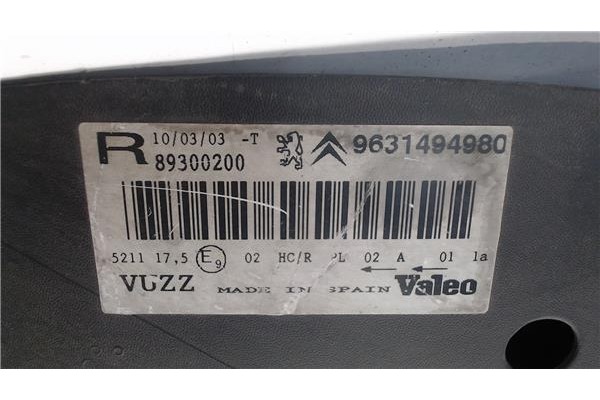 R 10/03/03 -T 9631494980
89300200
5211 17,5 E9 02 HC/R PL 02 A 01 1a
VUZZ MADE IN SPAIN Valeo